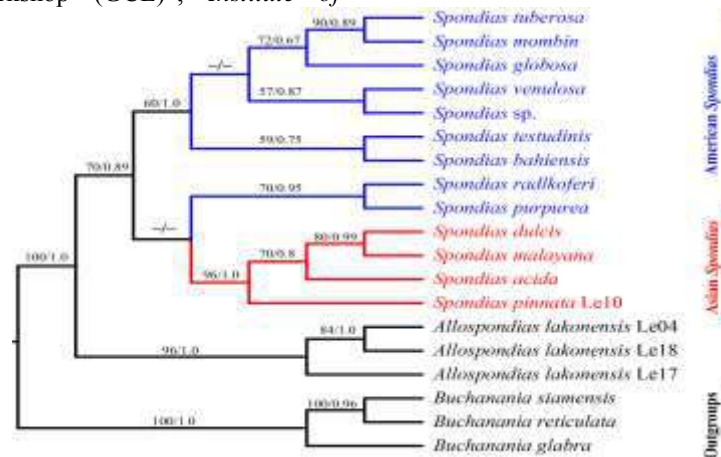 (GCE)", Institute of
90/0.89
Spondias tuberosa
72/0.67
Spondias mombin
Spondias globosa
--/--
57/0.87
Spondias venulosa
60/1.0
Spondias sp.
59/0.75
Spondias testudinis
Spondias bahiensis
70/0.89
70/0.95
Spondias radlkoferi
--/--
Spondias purpurea
80/0.99
Spondias dulcis
100/1.0
70/0.8
Spondias malayana
96/1.0
Spondias acida
Spondias pinnata Le10
84/1.0
Allospondias lakonensis Le04
96/1.0
Allospondias lakonensis Le18
Allospondias lakonensis Le17
100/0.96
Buchanania siamensis
100/1.0
Buchanania reticulata
Buchanania glabra
American Spondias
Asian Spondias
Outgroups